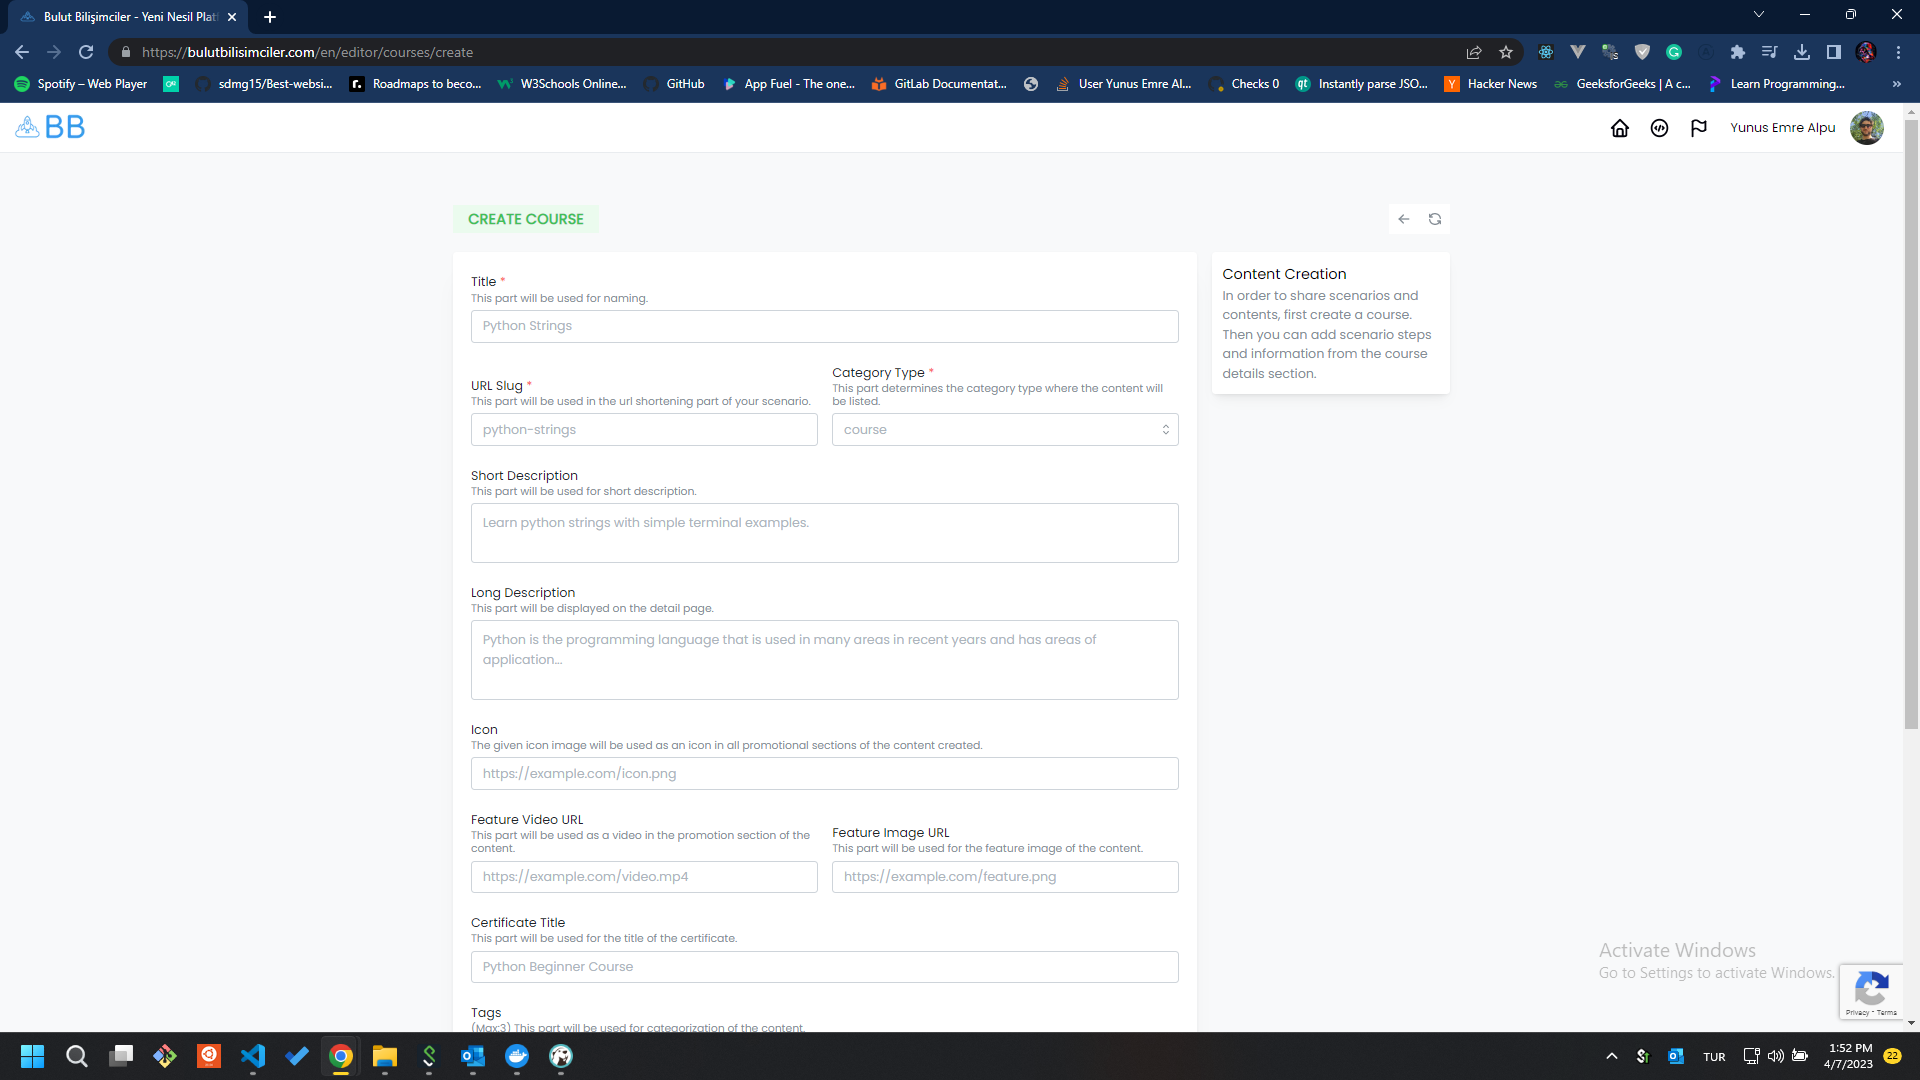 Bulut Bilişimciler - Yeni Nesil Plat
https://bulutbilisimciler.com/en/editor/courses/create
Spotify – Web Player
sdmg15/Best-websi...
Roadmaps to beco...
W3Schools Online...
GitHub
App Fuel - The one...
GitLab Documentat...
User Yunus Emre Al...
Checks 0
Instantly parse JSO...
Hacker News
GeeksforGeeks | A c...
Learn Programming...
BB
Yunus Emre Alpu
CREATE COURSE
Title *
This part will be used for naming.
Python Strings
URL Slug *
This part will be used in the url shortening part of your scenario.
python-strings
Category Type *
This part determines the category type where the content will
be listed.
course
Short Description
This part will be used for short description.
Learn python strings with simple terminal examples.
Long Description
This part will be displayed on the detail page.
Python is the programming language that is used in many areas in recent years and has areas of
application...
Icon
The given icon image will be used as an icon in all promotional sections of the content created.
https://example.com/icon.png
Feature Video URL
This part will be used as a video in the promotion section of the
content.
https://example.com/video.mp4
Feature Image URL
This part will be used for the feature image of the content.
https://example.com/feature.png
Certificate Title
This part will be used for the title of the certificate.
Python Beginner Course
Tags
(Max:3) This part will be used for categorization of the content.
Content Creation
In order to share scenarios and
contents, first create a course.
Then you can add scenario steps
and information from the course
details section.
Activate Windows
Go to Settings to activate Windows.
Privacy - Terms
TUR
1:52 PM
4/7/2023
22